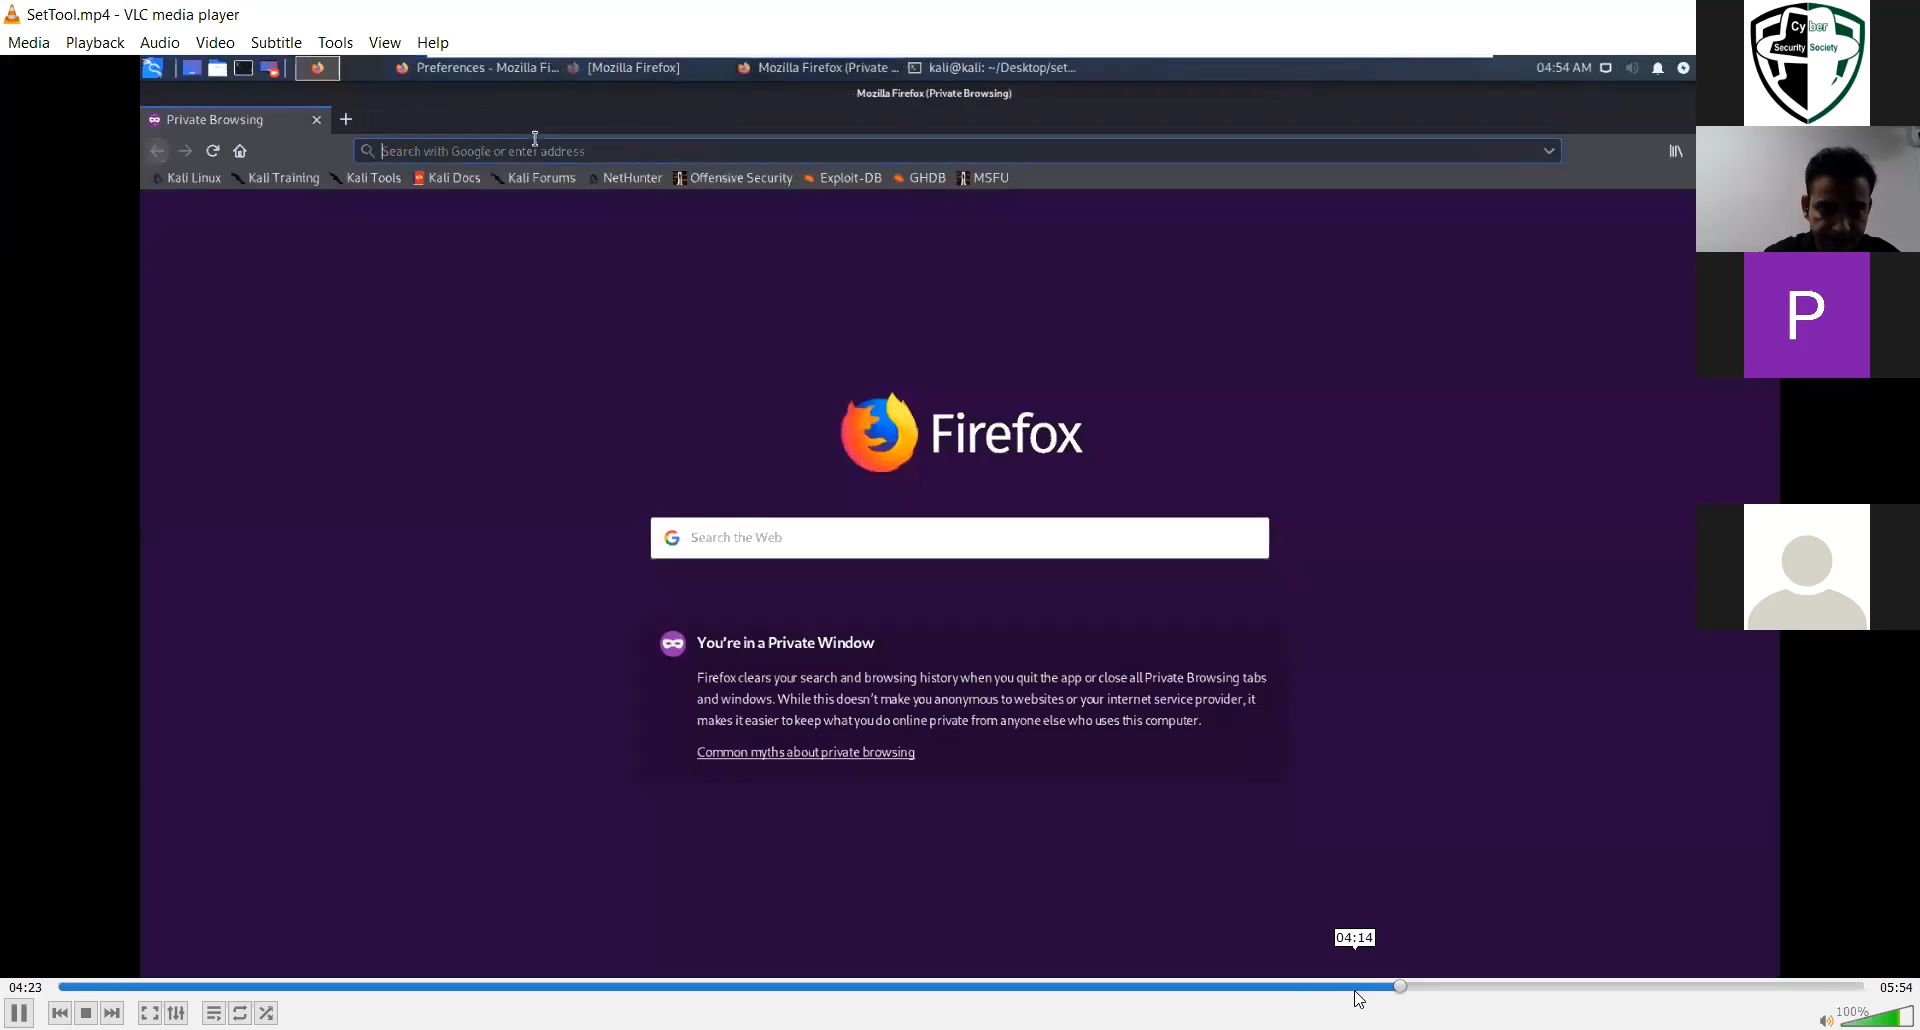 SetTool.mp4 - VLC media player
Media Playback Audio Video Subtitle Tools View Help
Preferences - Mozilla Fi... [Mozilla Firefox] Mozilla Firefox (Private ... kali@kali: ~/Desktop/set... 04:54 AM
Mozilla Firefox (Private Browsing)
Private Browsing
Search with Google or enter address
Kali Linux Kali Training Kali Tools Kali Docs Kali Forums NetHunter Offensive Security Exploit-DB GHDB MSFU
Cyber
Security Society
P
Firefox
Search the Web
You're in a Private Window
Firefox clears your search and browsing history when you quit the app or close all Private Browsing tabs
and windows. While this doesn't make you anonymous to websites or your internet service provider, it
makes it easier to keep what you do online private from anyone else who uses this computer.
Common myths about private browsing
04:14
04:23 05:54
100%